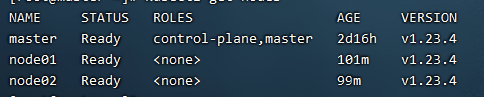 NAME STATUS ROLES AGE VERSION
master Ready control-plane,master 2d16h v1.23.4
node01 Ready <none> 101m v1.23.4
node02 Ready <none> 99m v1.23.4